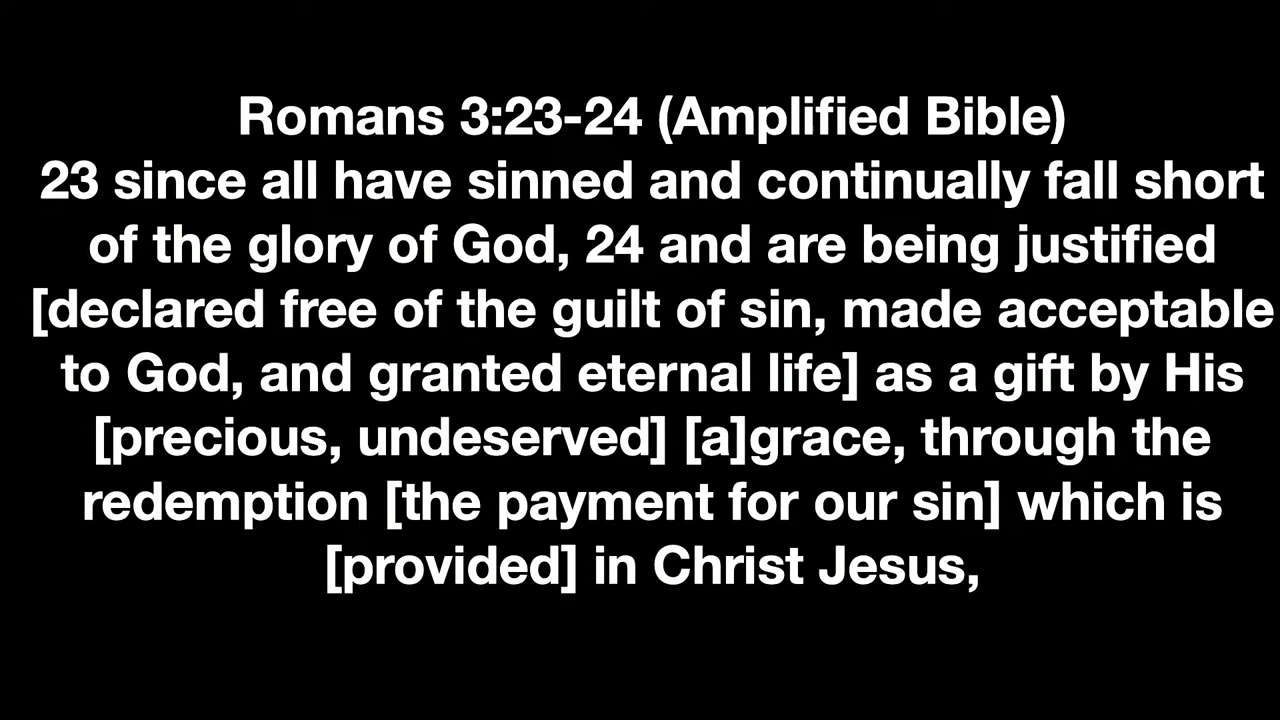 Romans 3:23-24 (Amplified Bible)
23 since all have sinned and continually fall short
of the glory of God, 24 and are being justified
[declared free of the guilt of sin, made acceptable
to God, and granted eternal life] as a gift by His
[precious, undeserved] [a]grace, through the
redemption [the payment for our sin] which is
[provided] in Christ Jesus,